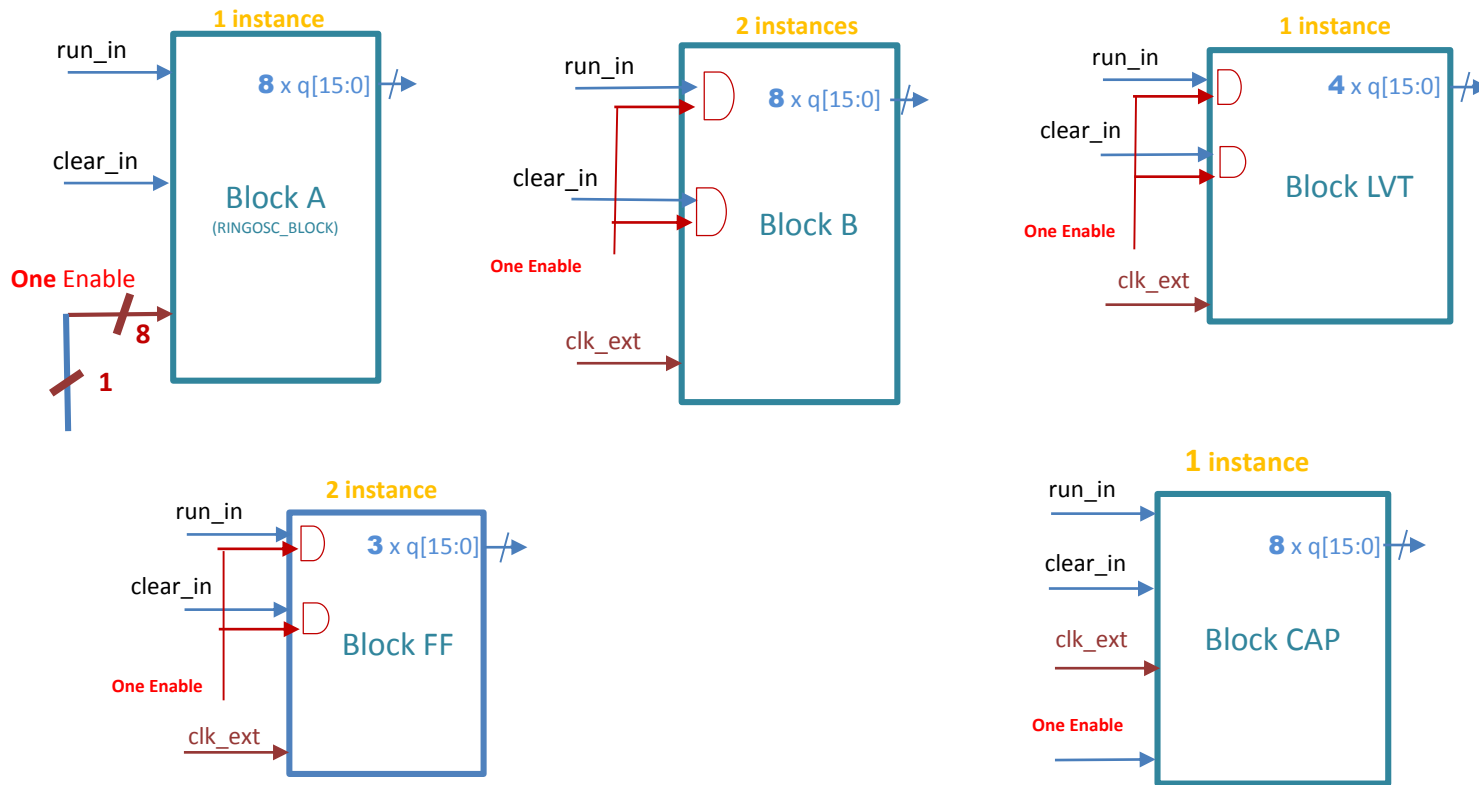 1 instance
run_in
8 x q[15:0]
clear_in
Block A
(RINGOSC_BLOCK)
One Enable
8
1
2 instances
run_in
8 x q[15:0]
clear_in
Block B
One Enable
clk_ext
1 instance
run_in
4 x q[15:0]
clear_in
Block LVT
One Enable
clk_ext
2 instance
run_in
3 x q[15:0]
clear_in
Block FF
One Enable
clk_ext
1 instance
run_in
8 x q[15:0]
clear_in
clk_ext
Block CAP
One Enable